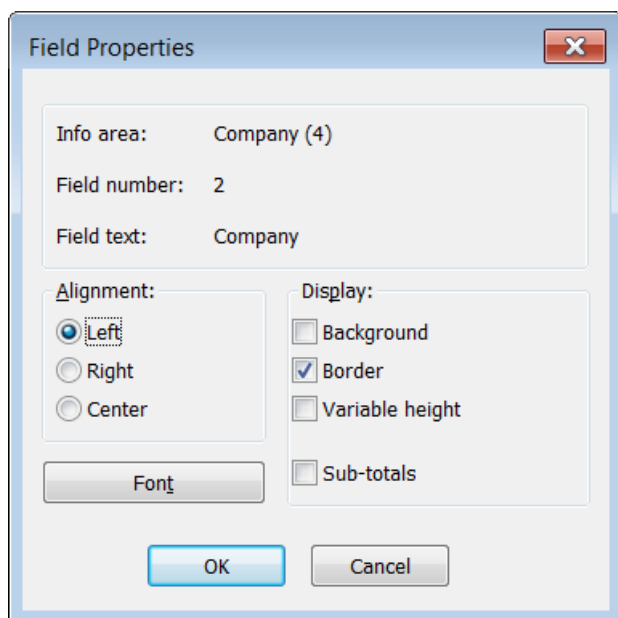 Field Properties
Info area: Company (4)
Field number: 2
Field text: Company
Alignment:
Left
Right
Center
Font
Display:
Background
Border
Variable height
Sub-totals
OK
Cancel